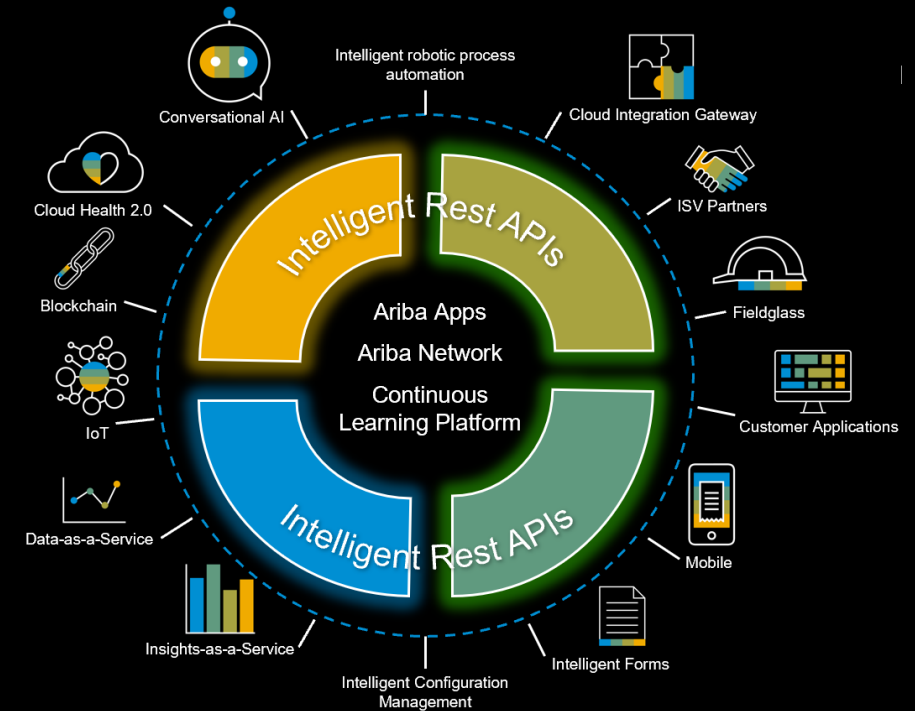 Intelligent robotic process
automation
Conversational AI
Cloud Integration Gateway
Cloud Health 2.0
ISV Partners
Intelligent Rest APIs
Blockchain
Fieldglass
Ariba Apps
Ariba Network
Continuous
Learning Platform
IoT
Customer Applications
Data-as-a-Service
Intelligent Rest APIs
Mobile
Insights-as-a-Service
Intelligent Forms
Intelligent Configuration
Management